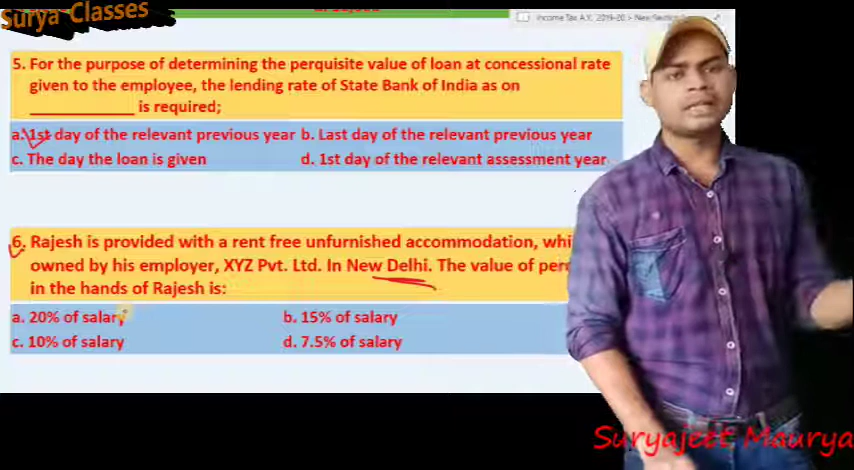 Surya Classes
Income Tax A.Y. 2019-20
5. For the purpose of determining the perquisite value of loan at concessional rate
given to the employee, the lending rate of State Bank of India as on
____________ is required;
a. 1st day of the relevant previous year b. Last day of the relevant previous year
c. The day the loan is given d. 1st day of the relevant assessment year
6. Rajesh is provided with a rent free unfurnished accommodation,
owned by his employer, XYZ Pvt. Ltd. In New Delhi. The value of
in the hands of Rajesh is:
a. 20% of salary b. 15% of salary
c. 10% of salary d. 7.5% of salary
Suryajeet Maurya